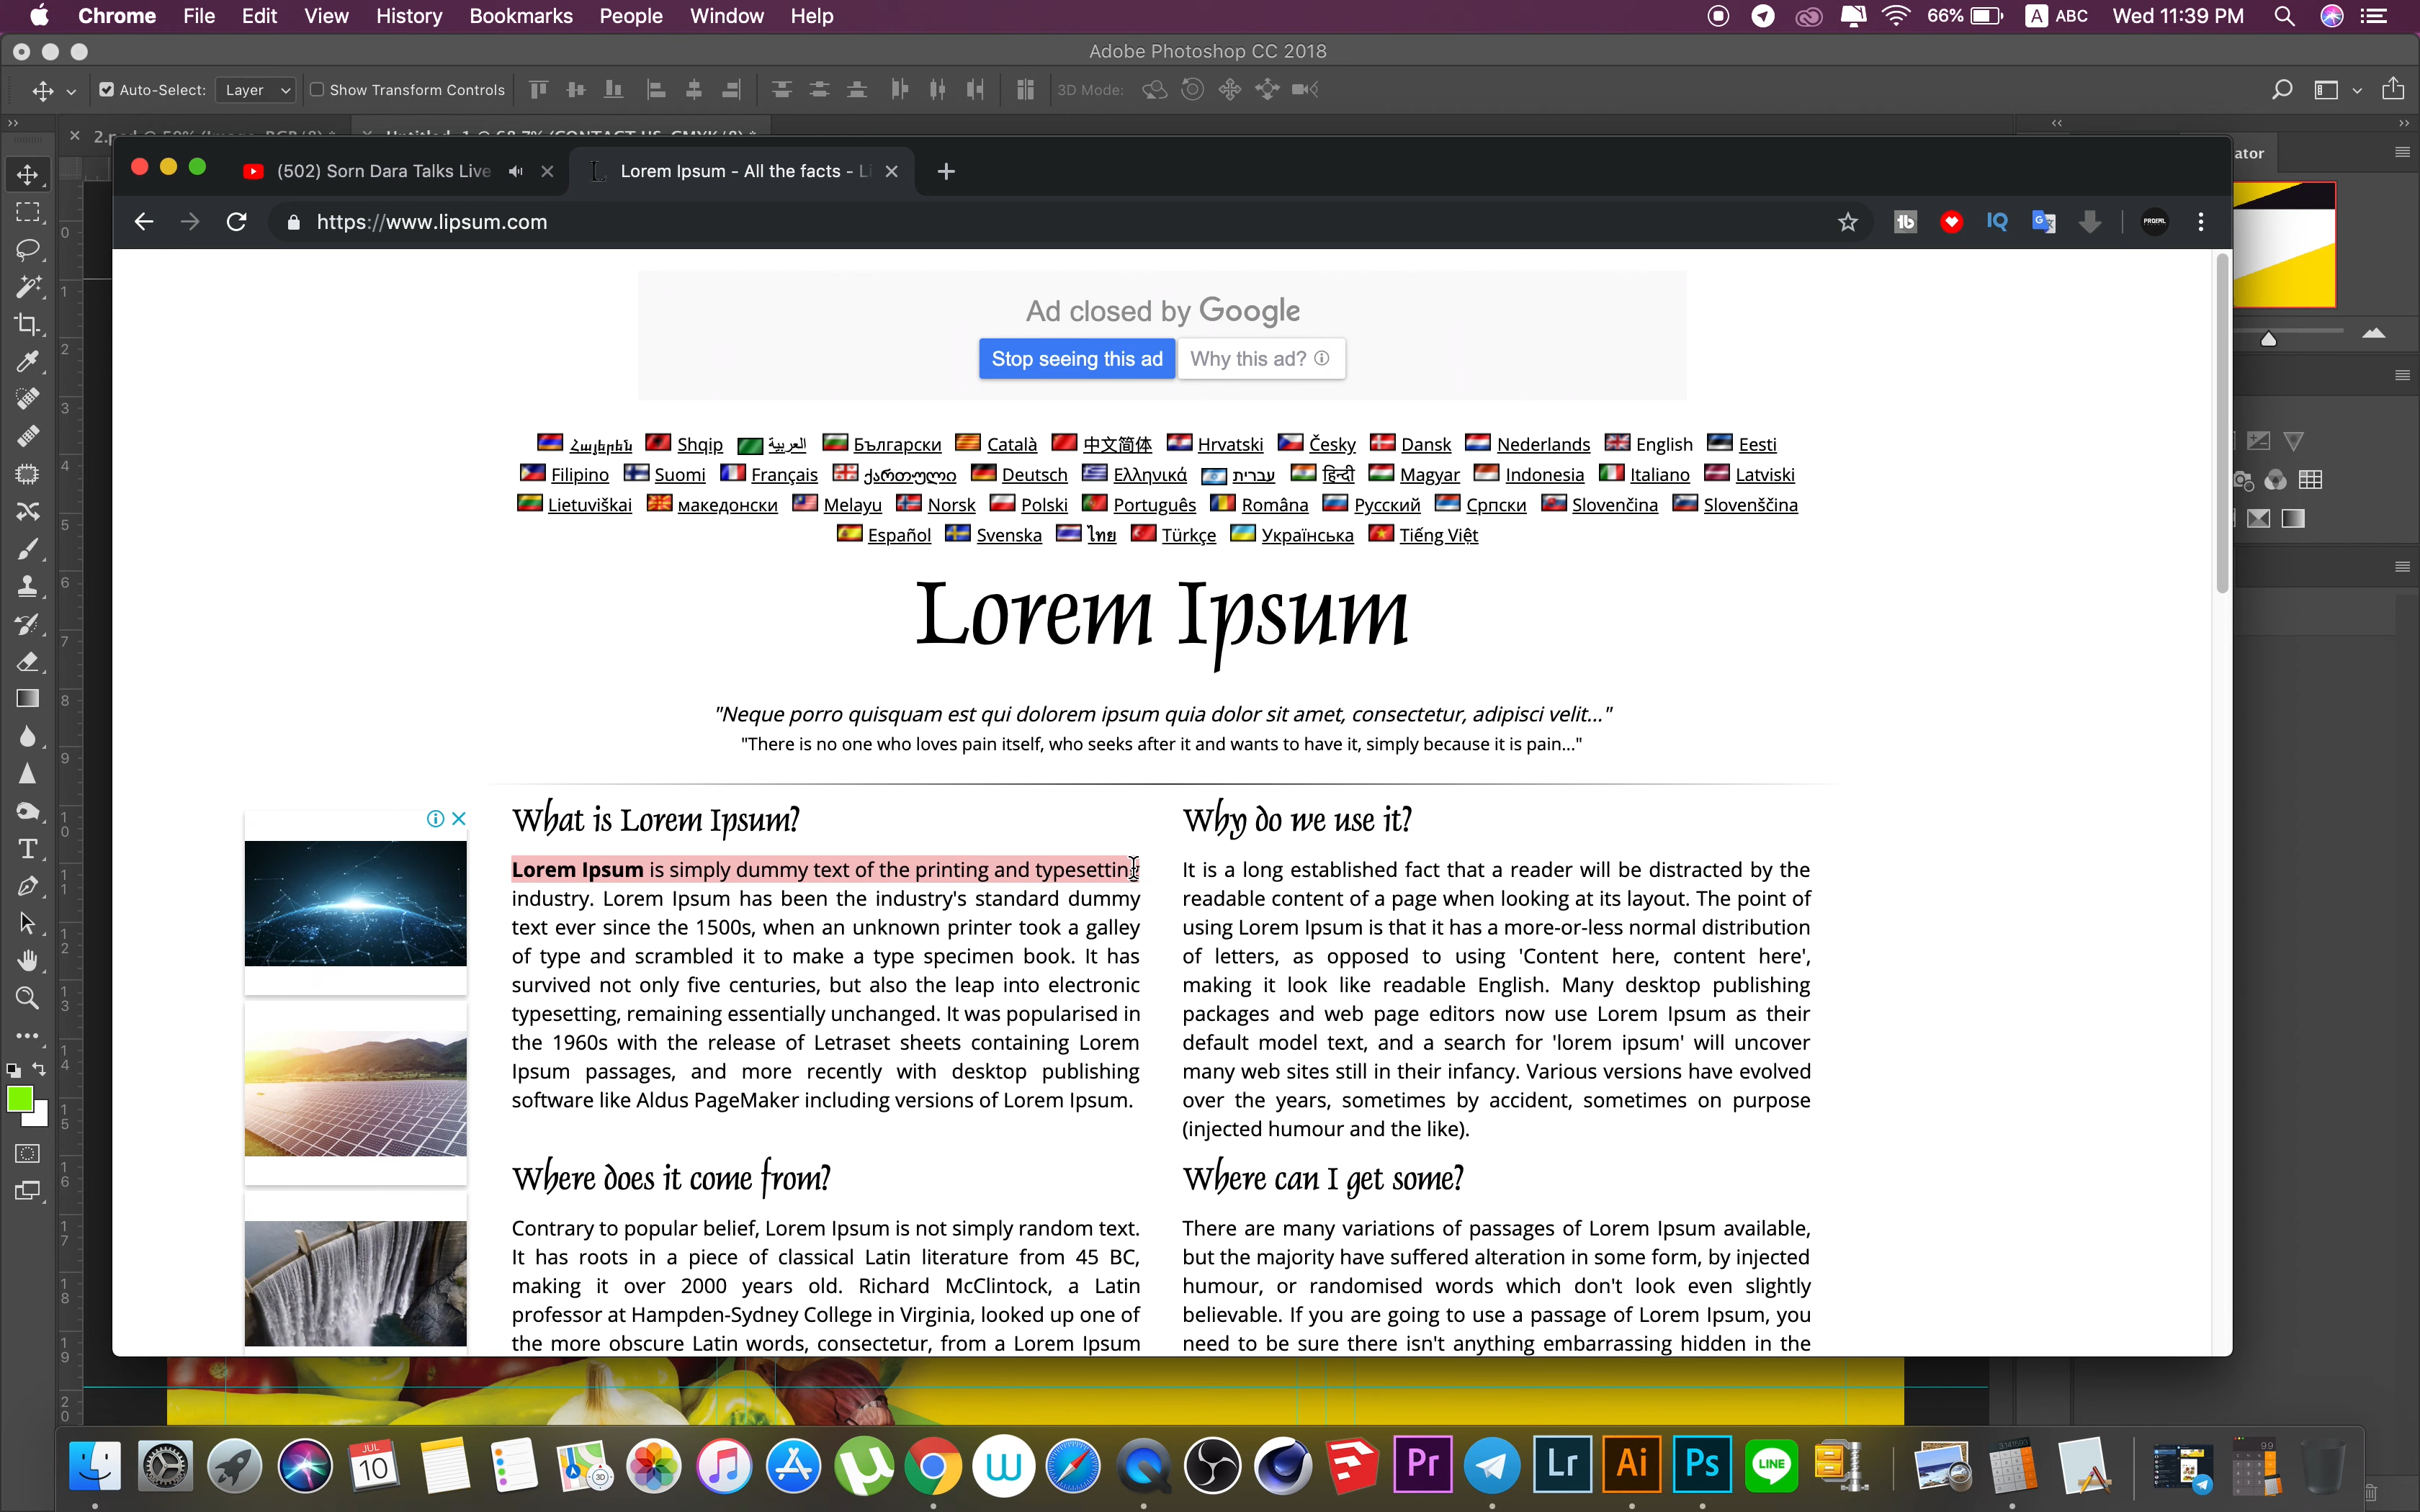 Chrome File Edit View History Bookmarks People Window Help 66% A ABC Wed 11:39 PM
Adobe Photoshop CC 2018
Auto-Select: Layer Show Transform Controls 3D Mode:
(502) Sorn Dara Talks Live Lorem Ipsum - All the facts - Li
ator
https://www.lipsum.com
Ad closed by Google
Stop seeing this ad Why this ad?
Հայերեն Shqip العربية Български Català 中文简体 Hrvatski Česky Dansk Nederlands English Eesti
Filipino Suomi Français ქართული Deutsch Ελληνικά עברית हिन्दी Magyar Indonesia Italiano Latviski
Lietuviškai македонски Melayu Norsk Polski Português Româna Русский Српски Slovenčina Slovenščina
Español Svenska ไทย Türkçe Українська Tiếng Việt
Lorem Ipsum
"Neque porro quisquam est qui dolorem ipsum quia dolor sit amet, consectetur, adipisci velit..."
"There is no one who loves pain itself, who seeks after it and wants to have it, simply because it is pain..."
What is Lorem Ipsum?
Lorem Ipsum is simply dummy text of the printing and typesetting
industry. Lorem Ipsum has been the industry's standard dummy
text ever since the 1500s, when an unknown printer took a galley
of type and scrambled it to make a type specimen book. It has
survived not only five centuries, but also the leap into electronic
typesetting, remaining essentially unchanged. It was popularised in
the 1960s with the release of Letraset sheets containing Lorem
Ipsum passages, and more recently with desktop publishing
software like Aldus PageMaker including versions of Lorem Ipsum.
Why do we use it?
It is a long established fact that a reader will be distracted by the
readable content of a page when looking at its layout. The point of
using Lorem Ipsum is that it has a more-or-less normal distribution
of letters, as opposed to using 'Content here, content here',
making it look like readable English. Many desktop publishing
packages and web page editors now use Lorem Ipsum as their
default model text, and a search for 'lorem ipsum' will uncover
many web sites still in their infancy. Various versions have evolved
over the years, sometimes by accident, sometimes on purpose
(injected humour and the like).
Where does it come from?
Contrary to popular belief, Lorem Ipsum is not simply random text.
It has roots in a piece of classical Latin literature from 45 BC,
making it over 2000 years old. Richard McClintock, a Latin
professor at Hampden-Sydney College in Virginia, looked up one of
the more obscure Latin words, consectetur, from a Lorem Ipsum
Where can I get some?
There are many variations of passages of Lorem Ipsum available,
but the majority have suffered alteration in some form, by injected
humour, or randomised words which don't look even slightly
believable. If you are going to use a passage of Lorem Ipsum, you
need to be sure there isn't anything embarrassing hidden in the
JUL
10
3D
Pr
Lr
Ai
Ps
LINE